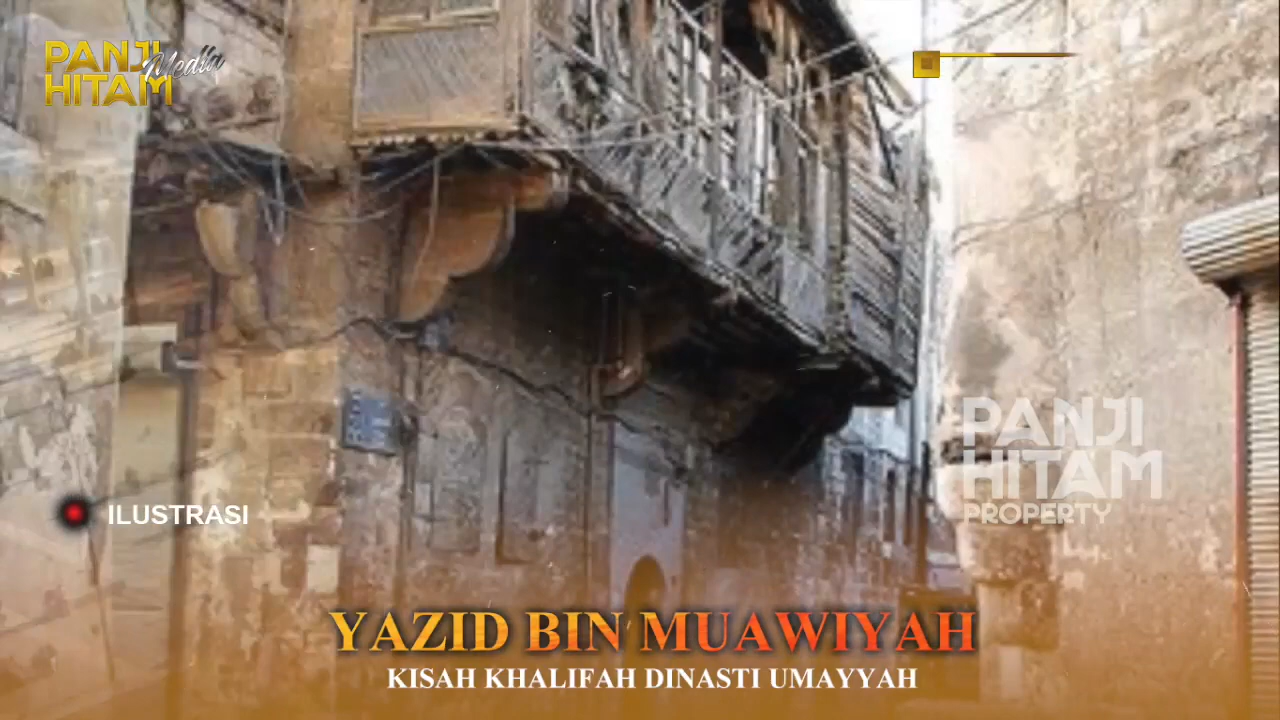 PANJI
HITAM
Media
ILUSTRASI
PANJI
HITAM
PROPERTY
YAZID BIN MUAWIYAH
KISAH KHALIFAH DINASTI UMAYYAH